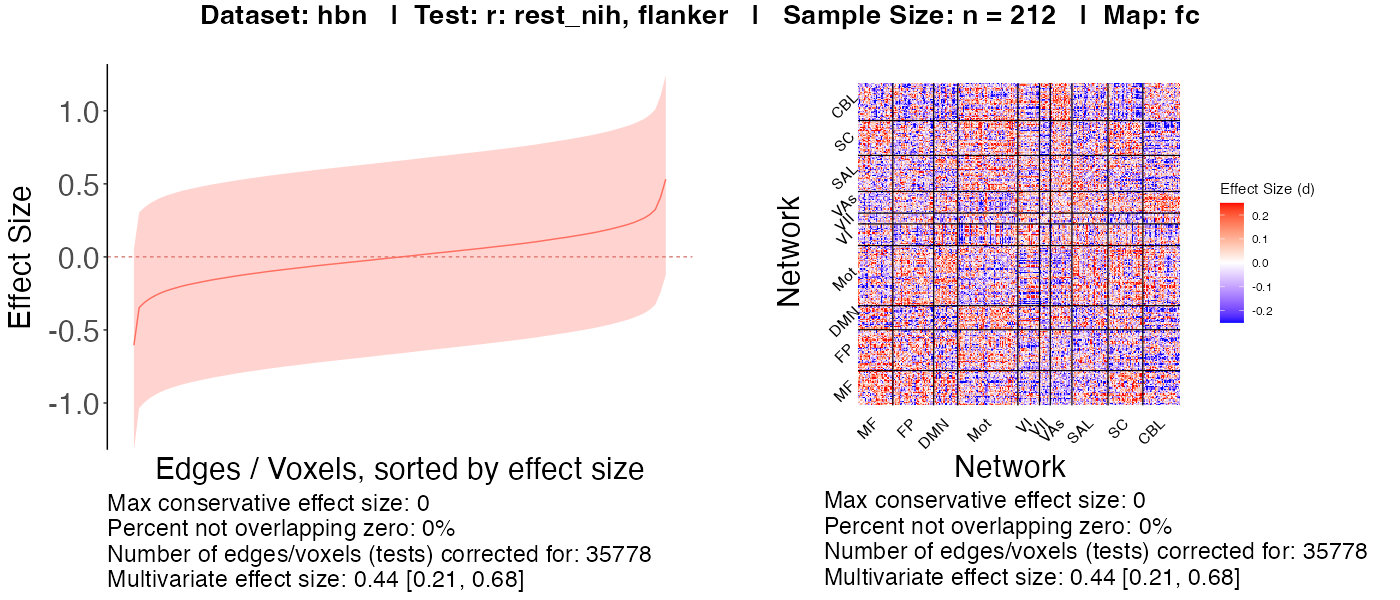 Dataset: hbn | Test: r: rest_nih, flanker | Sample Size: n = 212 | Map: fc
Effect Size
1.0
0.5
0.0
-0.5
-1.0
Edges / Voxels, sorted by effect size
Max conservative effect size: 0
Percent not overlapping zero: 0%
Number of edges/voxels (tests) corrected for: 35778
Multivariate effect size: 0.44 [0.21, 0.68]
Network
CBL
SC
SAL
VAs
VII
VI
Mot
DMN
FP
MF
MF FP DMN Mot VI VII VAs SAL SC CBL
Network
Effect Size (d)
0.2
0.1
0.0
-0.1
-0.2
Max conservative effect size: 0
Percent not overlapping zero: 0%
Number of edges/voxels (tests) corrected for: 35778
Multivariate effect size: 0.44 [0.21, 0.68]